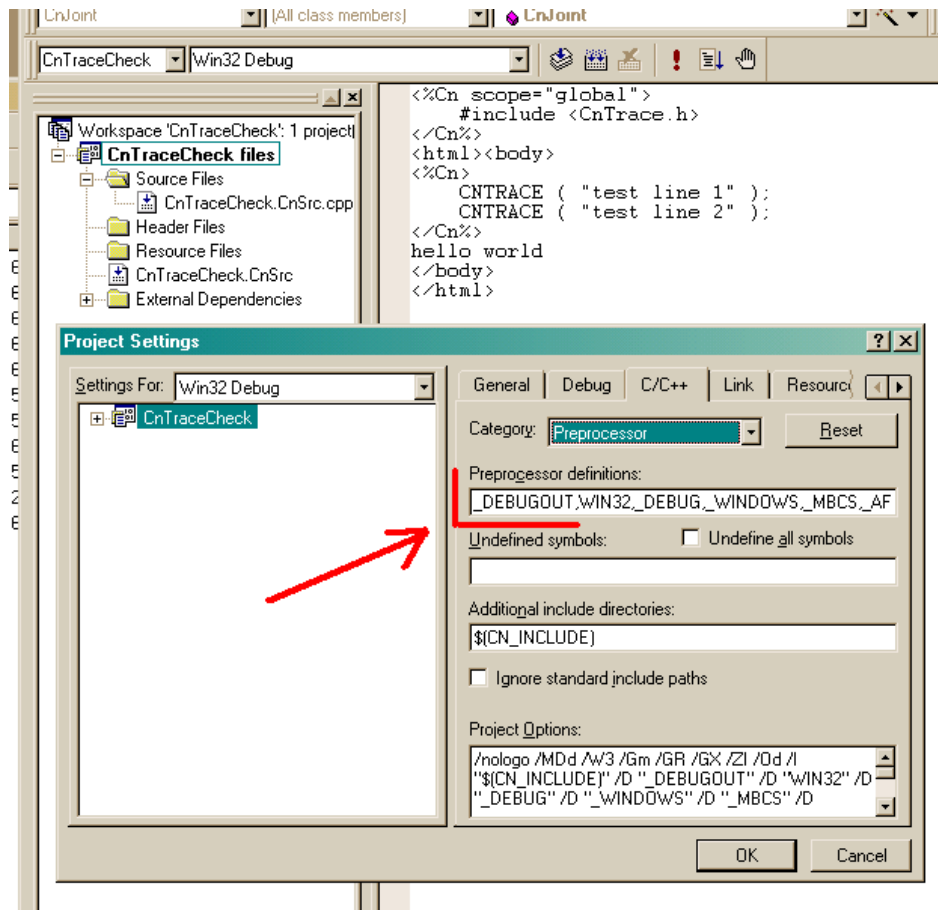 CnJoint [All class members] CnJoint
CnTraceCheck Win32 Debug
Workspace 'CnTraceCheck': 1 project
CnTraceCheck files
Source Files
CnTraceCheck.CnSrc.cpp
Header Files
Resource Files
CnTraceCheck.CnSrc
External Dependencies
<%Cn scope="global">
#include <CnTrace.h>
</Cn%>
<html><body>
<%Cn>
CNTRACE ( "test line 1" );
CNTRACE ( "test line 2" );
</Cn%>
hello world
</body>
</html>
Project Settings
Settings For: Win32 Debug
CnTraceCheck
General Debug C/C++ Link Resourc
Category: Preprocessor Reset
Preprocessor definitions:
_DEBUGOUT,WIN32,_DEBUG,_WINDOWS,_MBCS,_AF
Undefined symbols: Undefine all symbols
Additional include directories:
$(CN_INCLUDE)
Ignore standard include paths
Project Options:
/nologo /MDd /W3 /Gm /GR /GX /ZI /Od /I
"$(CN_INCLUDE)" /D "_DEBUGOUT" /D "WIN32" /D
"_DEBUG" /D "_WINDOWS" /D "_MBCS" /D
OK Cancel